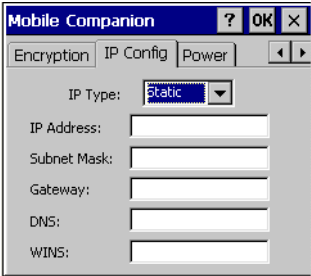 Mobile Companion ? OK ×
Encryption IP Config Power
IP Type: Static
IP Address:
Subnet Mask:
Gateway:
DNS:
WINS: